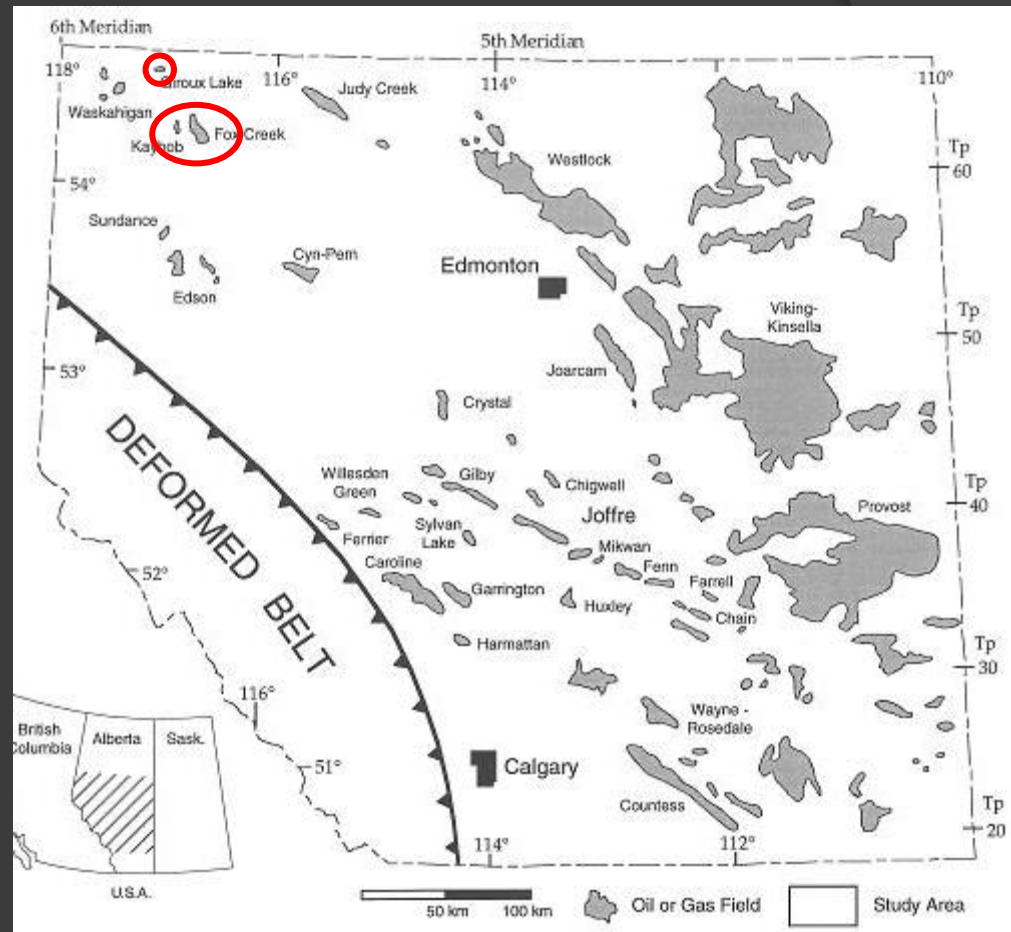 6th Meridian
5th Meridian
118°
116°
114°
110°
Giroux Lake
Judy Creek
Waskahigan
Fox Creek
Kaybob
Tp
60
Westlock
54°
Sundance
Cyn-Pem
Edmonton
Edson
Viking-
Kinsella
Tp
50
53°
Joarcam
Crystal
DEFORMED BELT
Willesden
Green
Gilby
Chigwell
Tp
40
Provost
Joffre
Sylvan
Lake
Ferrier
Mikwan
Caroline
Fenn
52°
Farrell
Garrington
Huxley
Chain
Harmattan
Tp
30
116°
Wayne -
Rosedale
British
Columbia
Alberta
Sask.
51°
Calgary
Countess
Tp
20
114°
112°
U.S.A.
50 km
100 km
Oil or Gas Field
Study Area